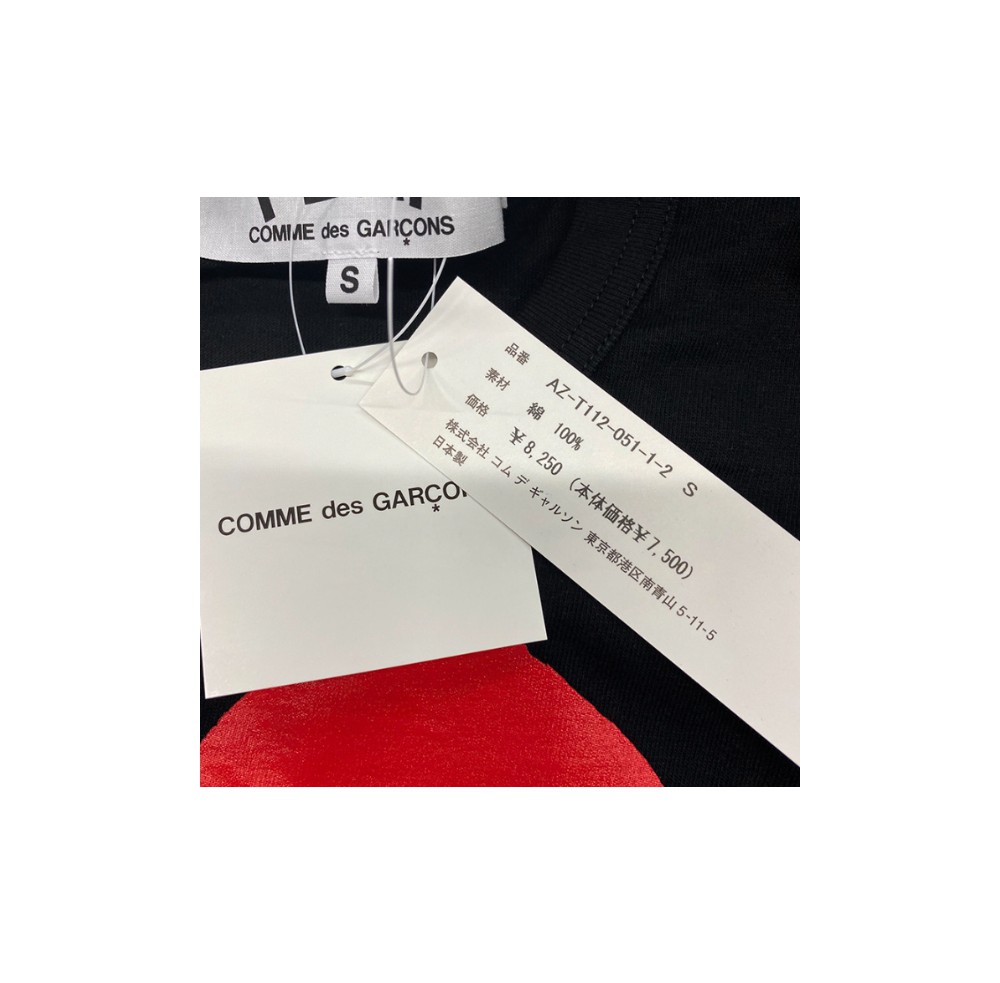 COMME des GARÇONS
S
COMME des GARÇON
品番 AZ-T112-051-1-2 S
素材 綿 100%
価格 ¥8,250 (本体価格¥7,500)
株式会社 コム デ ギャルソン 東京都港区南青山 5-11-5
日本製